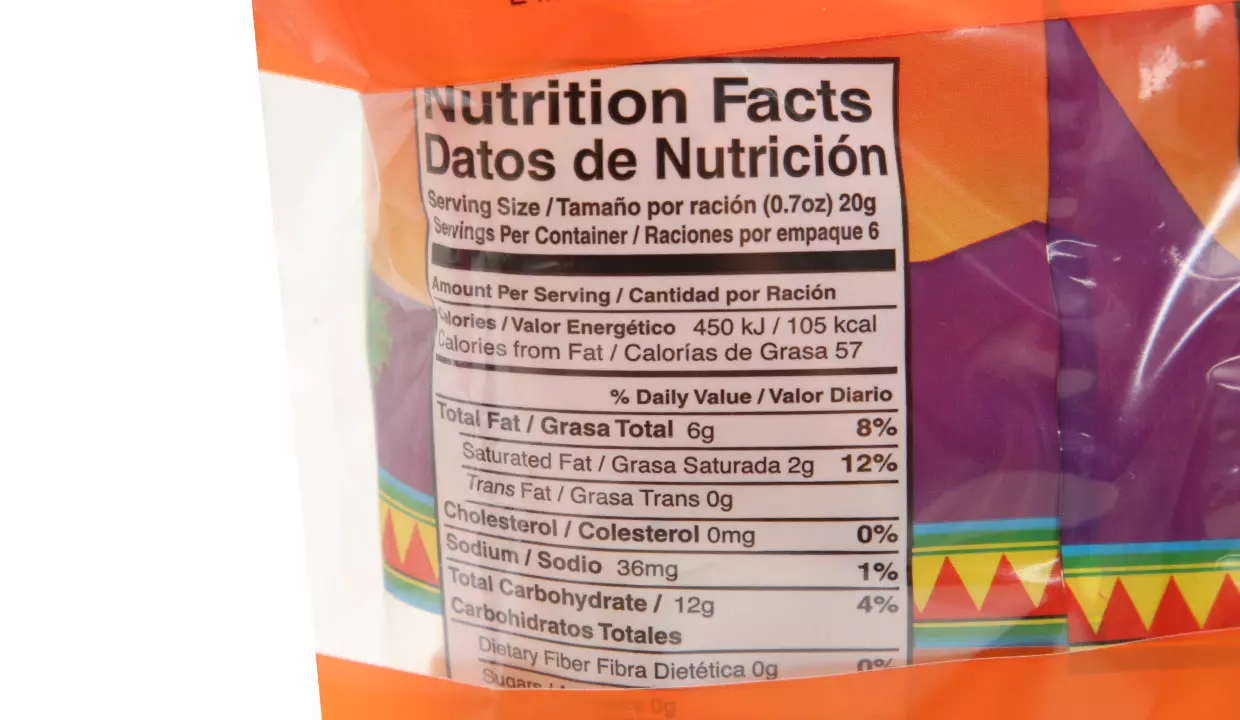 Nutrition Facts
Datos de Nutrición
Serving Size / Tamaño por ración (0.7oz) 20g
Servings Per Container / Raciones por empaque 6
Amount Per Serving / Cantidad por Ración
Calories / Valor Energético 450 kJ / 105 kcal
Calories from Fat / Calorías de Grasa 57
% Daily Value / Valor Diario
Total Fat / Grasa Total 6g 8%
Saturated Fat / Grasa Saturada 2g 12%
Trans Fat / Grasa Trans 0g
Cholesterol / Colesterol 0mg 0%
Sodium / Sodio 36mg 1%
Total Carbohydrate / 12g 4%
Carbohidratos Totales
Dietary Fiber Fibra Dietética 0g 0%
Sugars /
0g